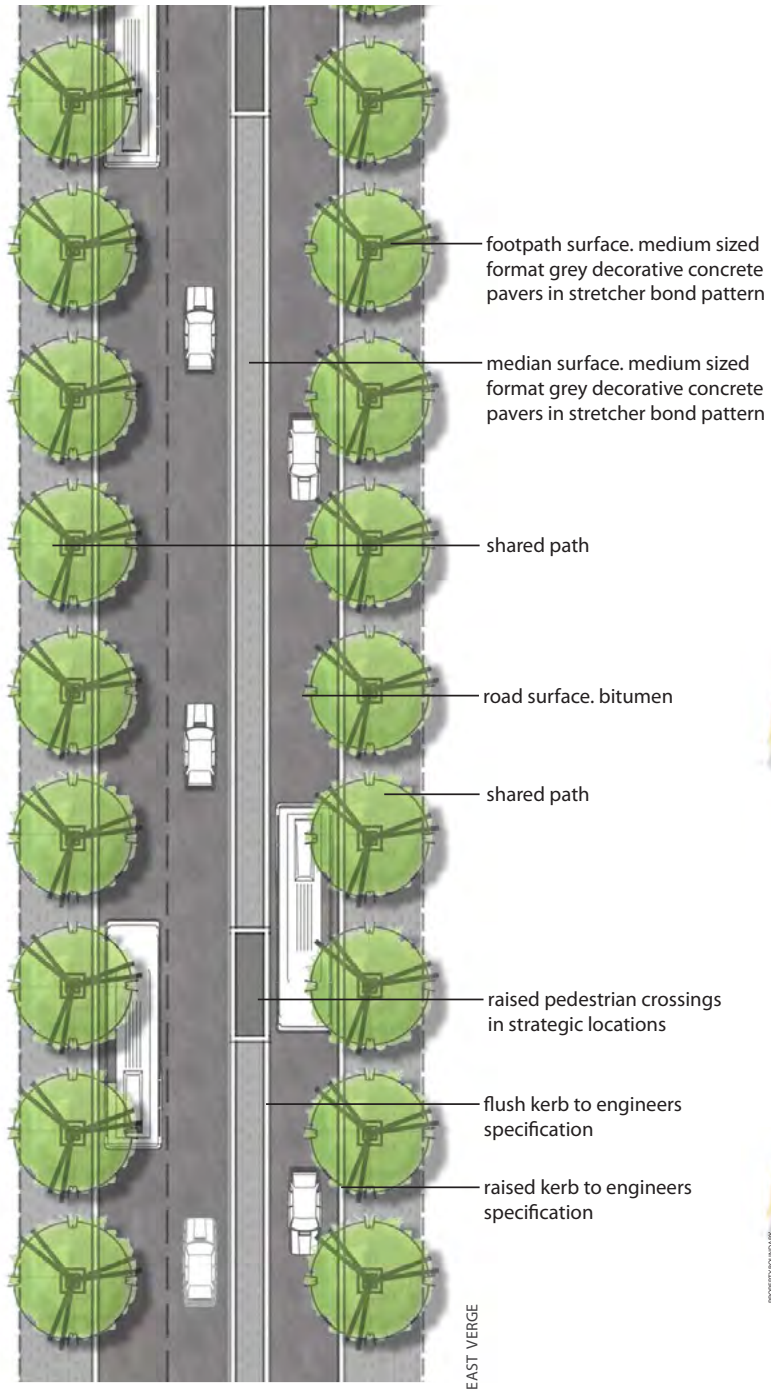 footpath surface. medium sized
format grey decorative concrete
pavers in stretcher bond pattern
median surface. medium sized
format grey decorative concrete
pavers in stretcher bond pattern
shared path
road surface. bitumen
shared path
raised pedestrian crossings
in strategic locations
flush kerb to engineers
specification
raised kerb to engineers
specification
EAST VERGE
PROPERTY BOUNDARY